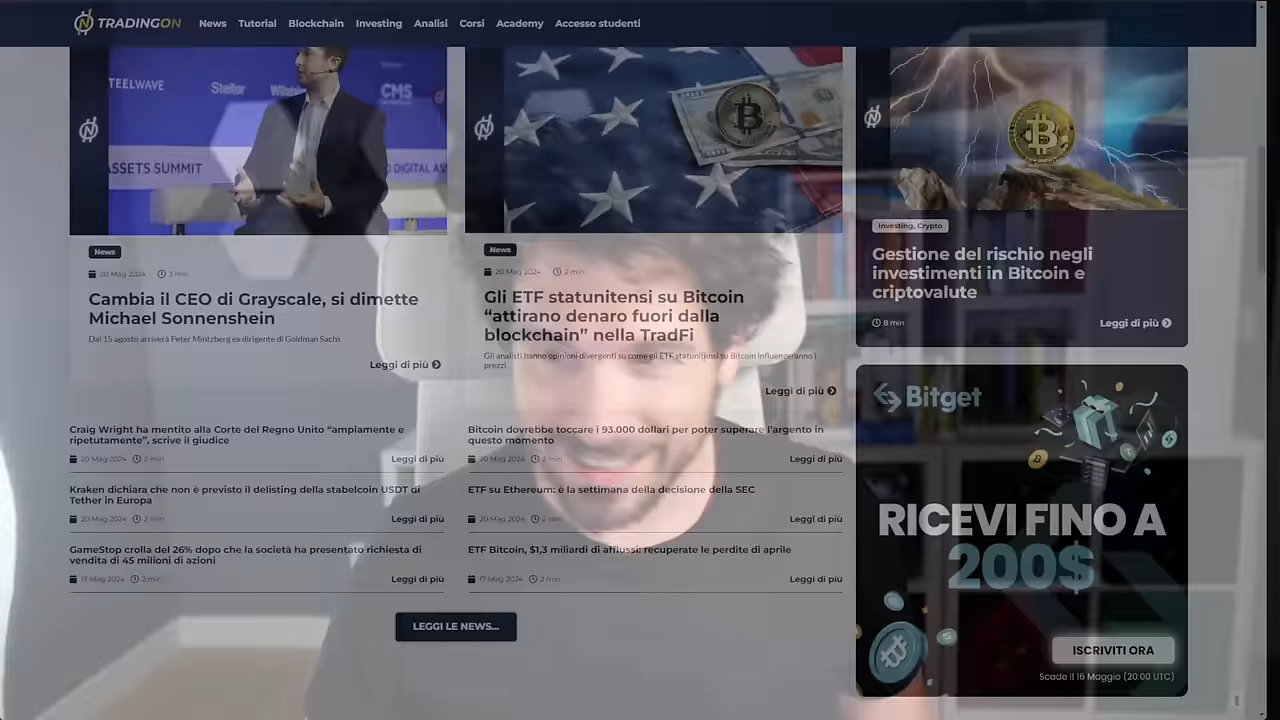 TRADINGON
News Tutorial Blockchain Investing Analisi Corsi Academy Accesso studenti
TEELWAVE
Stellar
CMS
ASSETS SUMMIT
DIGITAL
News
20 Mag 2024 3 min
Cambia il CEO di Grayscale, si dimette
Michael Sonnenshein
Dal 15 agosto arriverà Peter Mintzberg ex dirigente di Goldman Sachs
Leggi di più
News
20 Mag 2024 2 min
Gli ETF statunitensi su Bitcoin
“attirano denaro fuori dalla
blockchain” nella TradFi
Gli analisti hanno opinioni divergenti su come gli ETF statunitensi su Bitcoin influenzeranno i
prezzi
Leggi di più
Investing, Crypto
Gestione del rischio negli
investimenti in Bitcoin e
criptovalute
8 min
Leggi di più
Craig Wright ha mentito alla Corte del Regno Unito “ampiamente e
ripetutamente”, scrive il giudice
20 Mag 2024 2 min
Leggi di più
Kraken dichiara che non è previsto il delisting della stabelcoin USDT di
Tether in Europa
20 Mag 2024 2 min
Leggi di più
GameStop crolla del 26% dopo che la società ha presentato richiesta di
vendita di 45 milioni di azioni
17 Mag 2024 2 min
Leggi di più
Bitcoin dovrebbe toccare i 93.000 dollari per poter superare l’argento in
questo momento
20 Mag 2024 2 min
Leggi di più
ETF su Ethereum: è la settimana della decisione della SEC
20 Mag 2024 2 min
Leggi di più
ETF Bitcoin, $1,3 miliardi di afflussi: recuperate le perdite di aprile
17 Mag 2024 2 min
Leggi di più
LEGGI LE NEWS...
Bitget
RICEVI FINO A
200$
ISCRIVITI ORA
Scade il 16 Maggio (20:00 UTC)